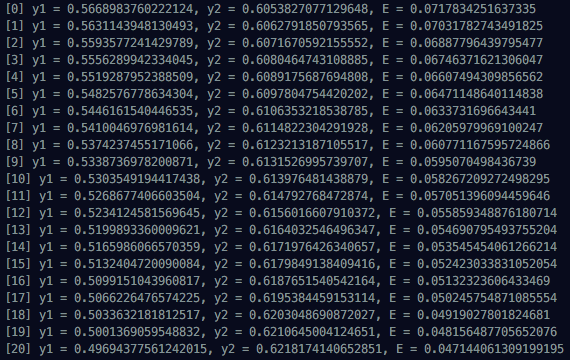 [0] y1 = 0.5668983760222124, y2 = 0.6053827077129648, E = 0.0717834251637335
[1] y1 = 0.5631143948130493, y2 = 0.6062791850793565, E = 0.07031782743491825
[2] y1 = 0.5593577241429789, y2 = 0.6071670592155552, E = 0.06887796439795477
[3] y1 = 0.5556289942334045, y2 = 0.6080464743108885, E = 0.06746371621306047
[4] y1 = 0.5519287952388509, y2 = 0.6089175687694808, E = 0.06607494309856562
[5] y1 = 0.5482576778634304, y2 = 0.6097804754420202, E = 0.06471148640114838
[6] y1 = 0.5446161540446535, y2 = 0.6106353218538785, E = 0.0633731696643441
[7] y1 = 0.5410046976981614, y2 = 0.6114822304291928, E = 0.06205979969100247
[8] y1 = 0.5374237455171066, y2 = 0.6123213187105517, E = 0.060771167595724866
[9] y1 = 0.5338736978200871, y2 = 0.6131526995739707, E = 0.0595070498436739
[10] y1 = 0.5303549194417438, y2 = 0.613976481438879, E = 0.058267209272498295
[11] y1 = 0.5268677406603504, y2 = 0.614792768472874, E = 0.057051396094459646
[12] y1 = 0.5234124581569645, y2 = 0.6156016607910372, E = 0.055859348876180714
[13] y1 = 0.5199893360009621, y2 = 0.6164032546496347, E = 0.054690795493755204
[14] y1 = 0.5165986066570359, y2 = 0.6171976426340657, E = 0.053545454061266214
[15] y1 = 0.5132404720090084, y2 = 0.6179849138409416, E = 0.052423033831052054
[16] y1 = 0.5099151043960817, y2 = 0.6187651540542164, E = 0.05132323606433469
[17] y1 = 0.5066226476574225, y2 = 0.6195384459153114, E = 0.050245754871085554
[18] y1 = 0.5033632181812517, y2 = 0.6203048690872027, E = 0.04919027801824681
[19] y1 = 0.5001369059548832, y2 = 0.6210645004124651, E = 0.048156487705652076
[20] y1 = 0.49694377561242015, y2 = 0.6218174140652851, E = 0.047144061309199195